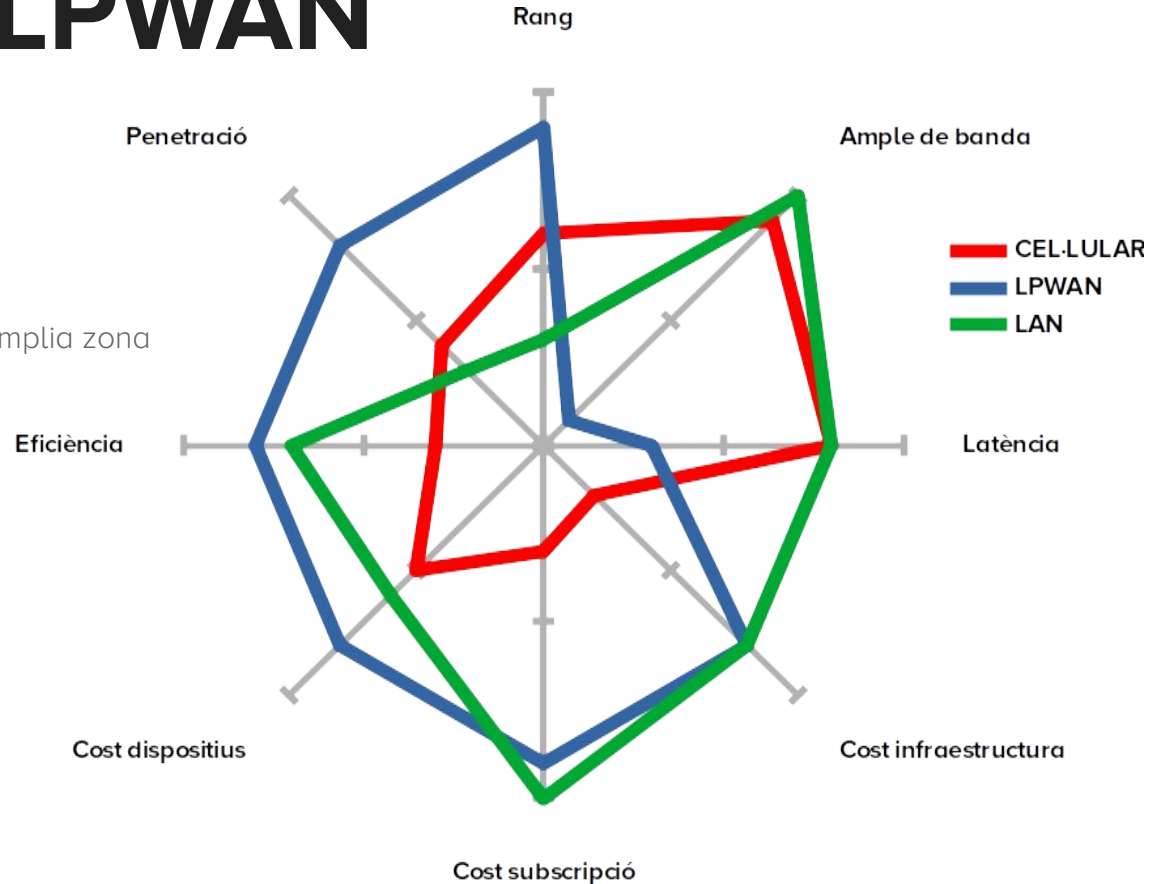 LPWAN
Rang
Penetració
Ample de banda
CEL·LULAR
LPWAN
LAN
mplia zona
Eficiència
Latència
Cost dispositius
Cost infraestructura
Cost subscripció